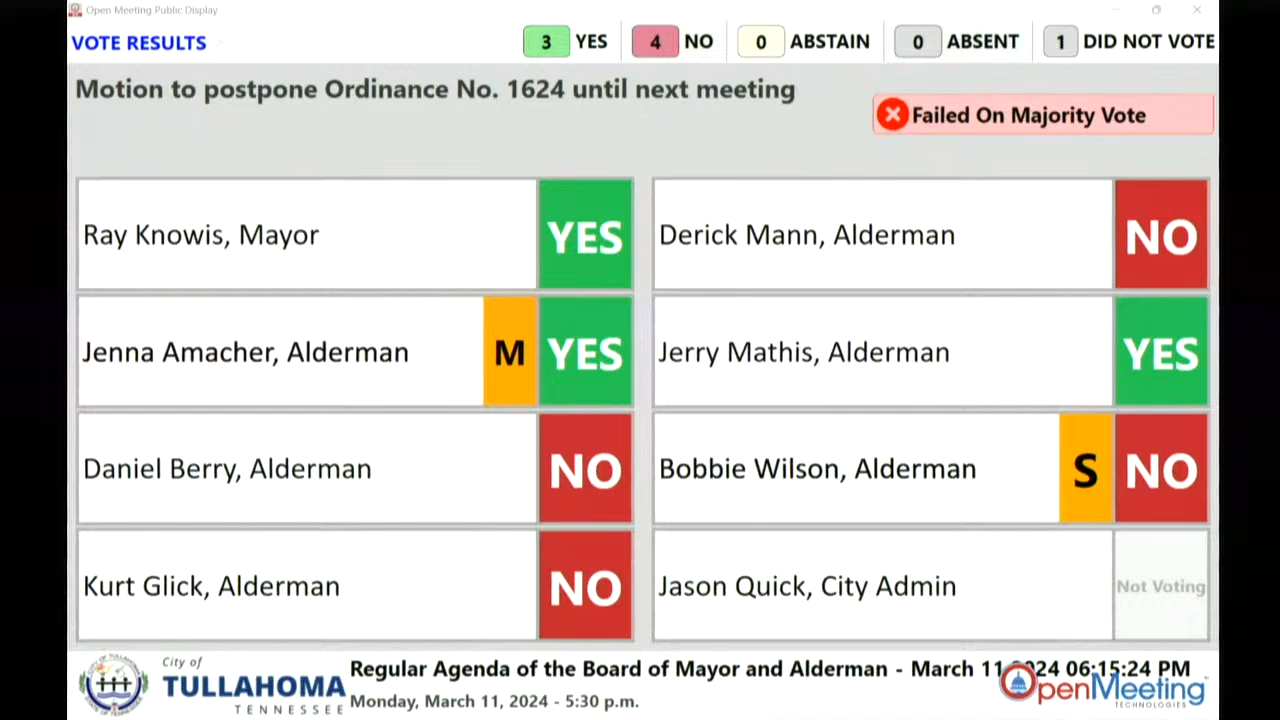 Open Meeting Public Display
VOTE RESULTS
3 YES 4 NO 0 ABSTAIN 0 ABSENT 1 DID NOT VOTE
Motion to postpone Ordinance No. 1624 until next meeting
Failed On Majority Vote
Ray Knowis, Mayor YES
Derick Mann, Alderman NO
Jenna Amacher, Alderman M YES
Jerry Mathis, Alderman YES
Daniel Berry, Alderman NO
Bobbie Wilson, Alderman S NO
Kurt Glick, Alderman NO
Jason Quick, City Admin Not Voting
City of
TULLAHOMA
TENNESSEE
Regular Agenda of the Board of Mayor and Alderman - March 11 2024 06:15:24 PM
Monday, March 11, 2024 - 5:30 p.m.
OpenMeeting
TECHNOLOGIES